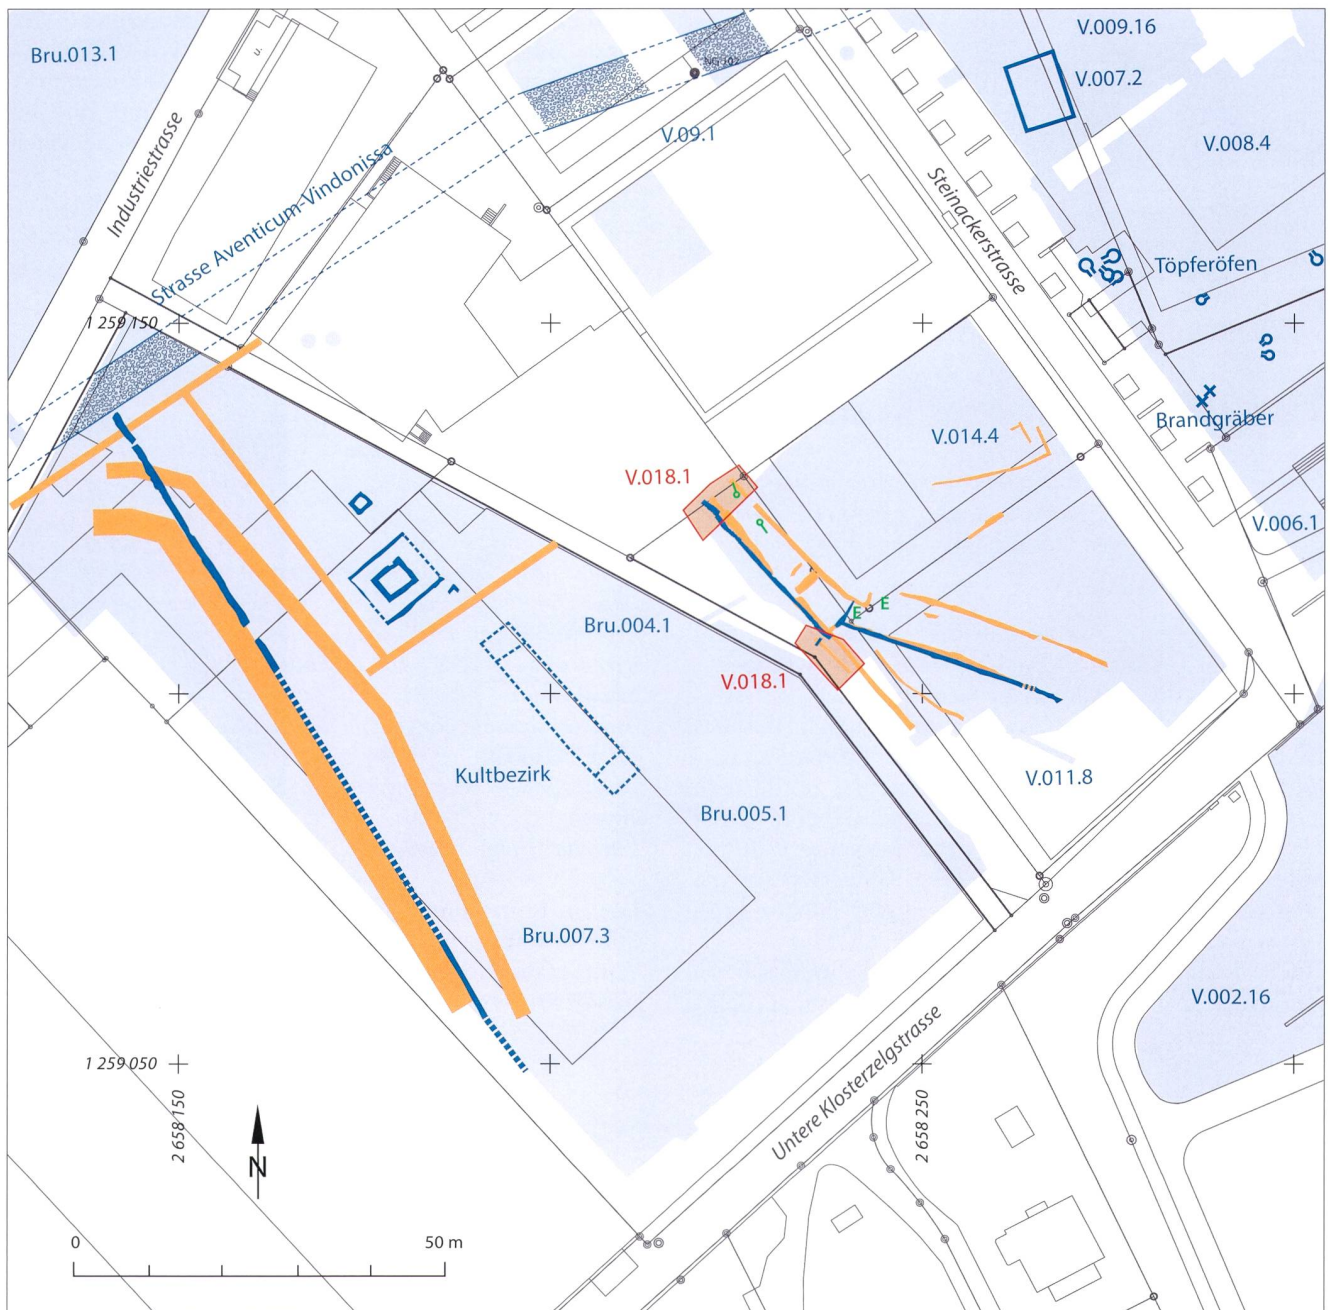 Bru.013.1
U.
V.009.16
V.007.2
V.008.4
V.09.1
Industriestrasse
Strasse Aventicum-Vindonissa
Steinackerstrasse
Töpferöfen
1 259 150
Brandgräber
V.014.4
V.018.1
V.006.1
E
E
Bru.004.1
V.018.1
Kultbezirk
V.011.8
Bru.005.1
Bru.007.3
V.002.16
1 259 050
2 658 150
2 658 250
Untere Klosterzelgstrasse
N
0
50 m